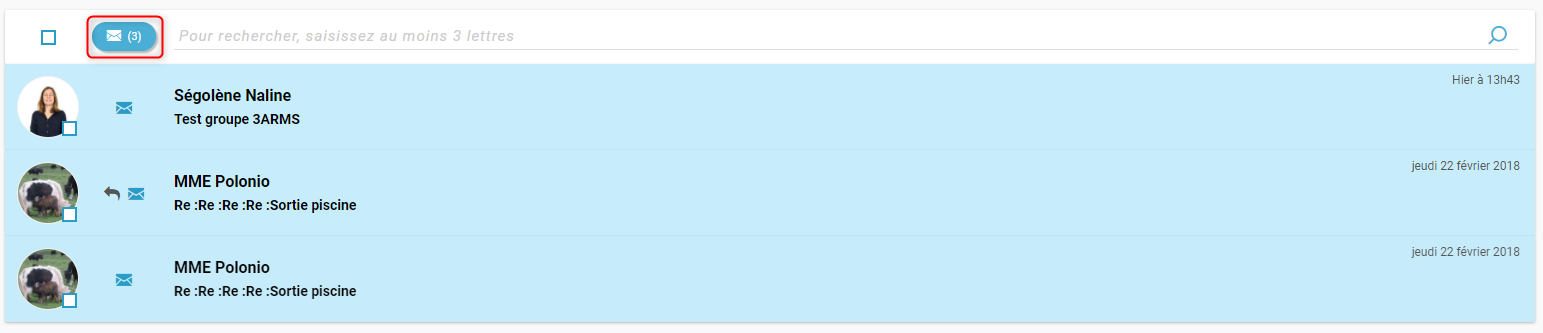 (3) Pour rechercher, saisissez au moins 3 lettres
Hier à 13h43
Ségolène Naline
Test groupe 3ARMS
jeudi 22 février 2018
MME Polonio
Re :Re :Re :Re :Sortie piscine
jeudi 22 février 2018
MME Polonio
Re :Re :Re :Re :Sortie piscine